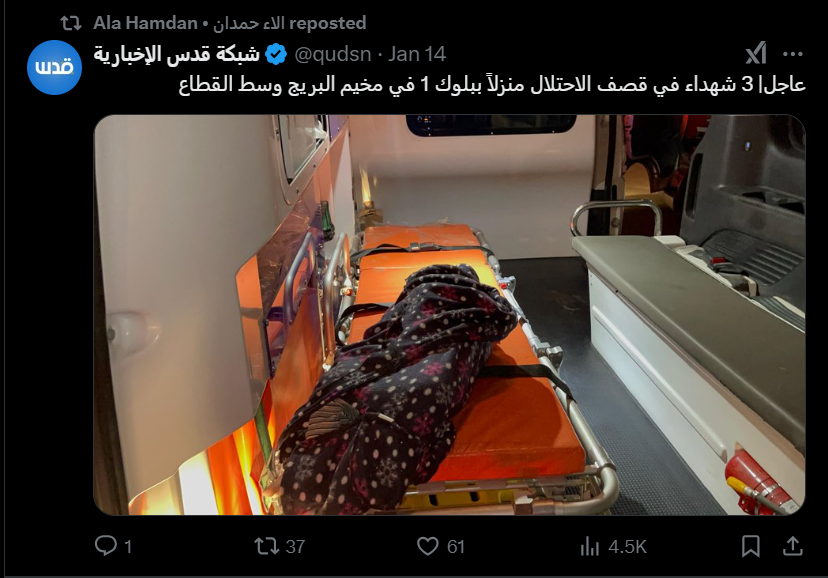 Ala Hamdan • الاء حمدان reposted
قدس
شبكة قدس الإخبارية @qudsn · Jan 14
عاجل| 3 شهداء في قصف الاحتلال منزلاً ببلوك 1 في مخيم البريج وسط القطاع
1 37 61 4.5K